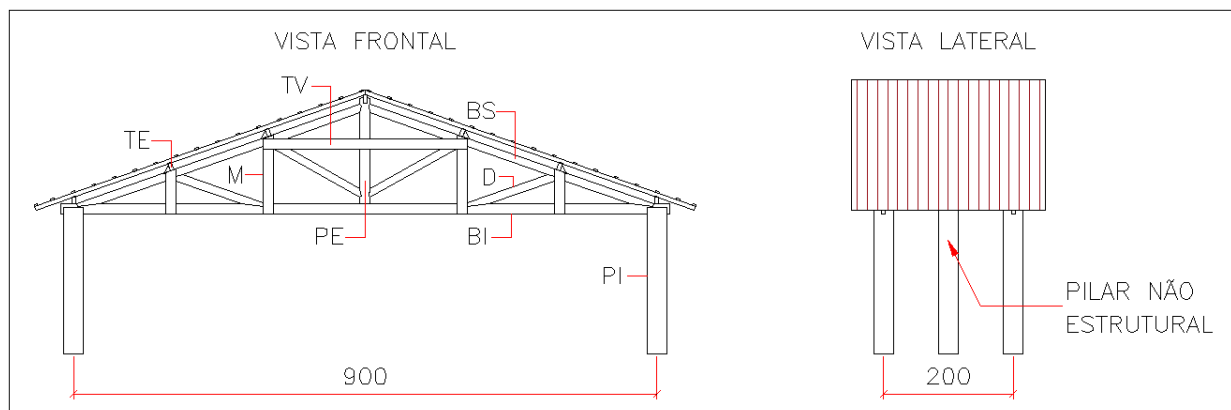 VISTA FRONTAL
VISTA LATERAL
TV
BS
TE
M
D
PE
BI
PI
PILAR NÃO
ESTRUTURAL
900
200